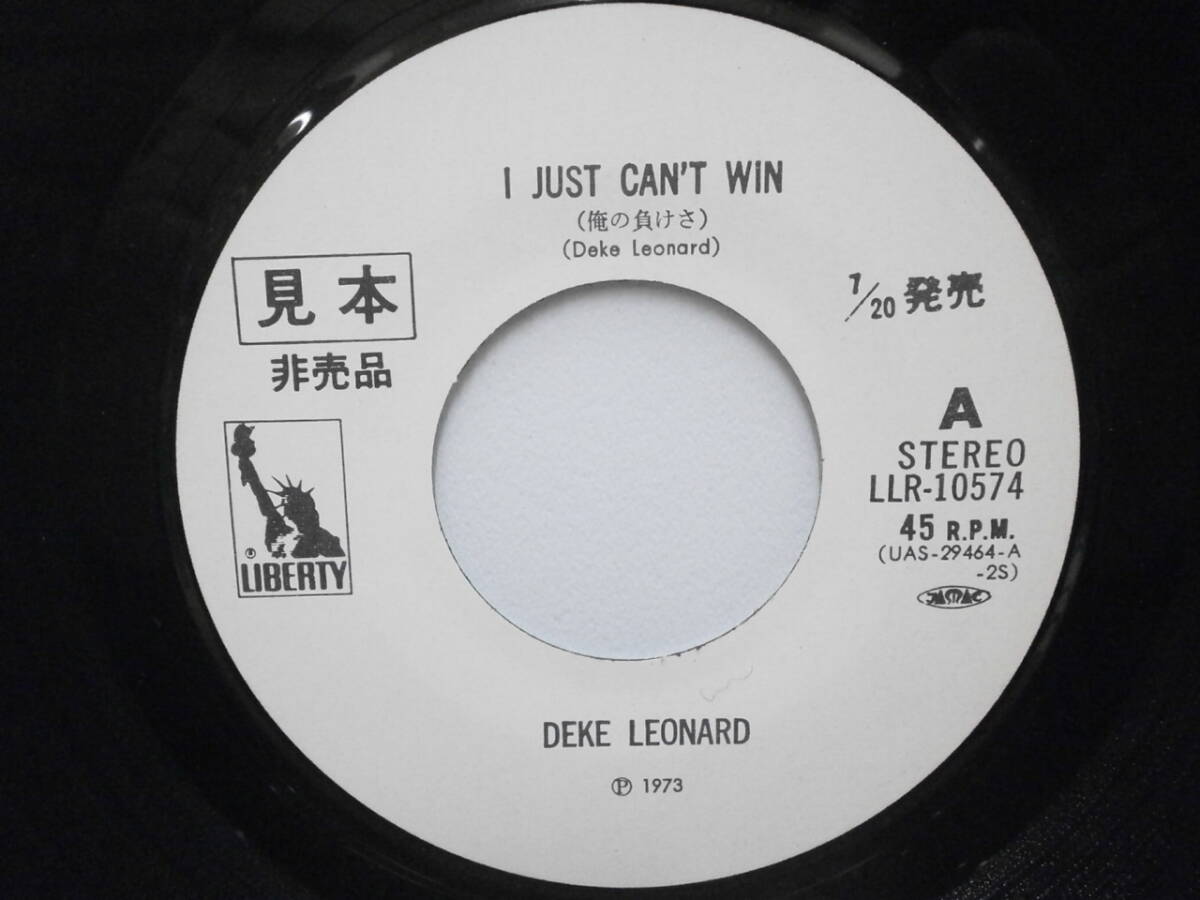 I JUST CAN'T WIN
(俺の負けさ)
(Deke Leonard)
見本
非売品
7/20 発売
A
STEREO
LLR-10574
45 R.P.M.
(UAS-29464-A
-2S)
JASRAC
® LIBERTY
DEKE LEONARD
℗ 1973